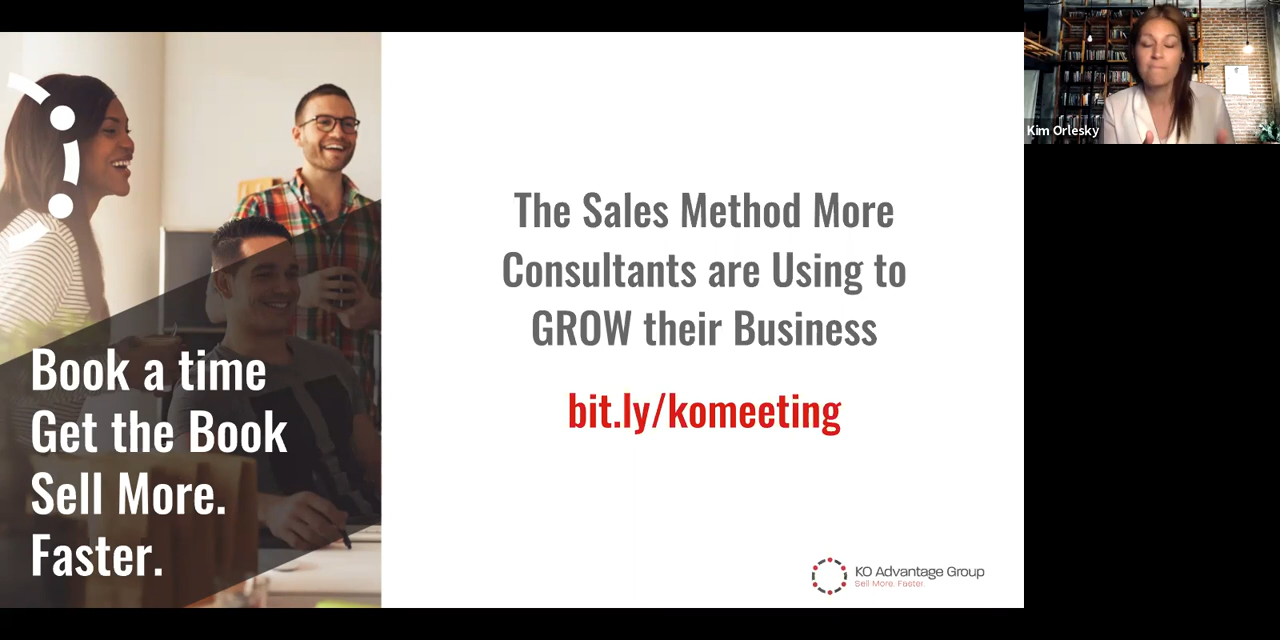 Book a time
Get the Book
Sell More.
Faster.
The Sales Method More
Consultants are Using to
GROW their Business
bit.ly/komeeting
KO Advantage Group
Sell More. Faster.
Kim Orlesky